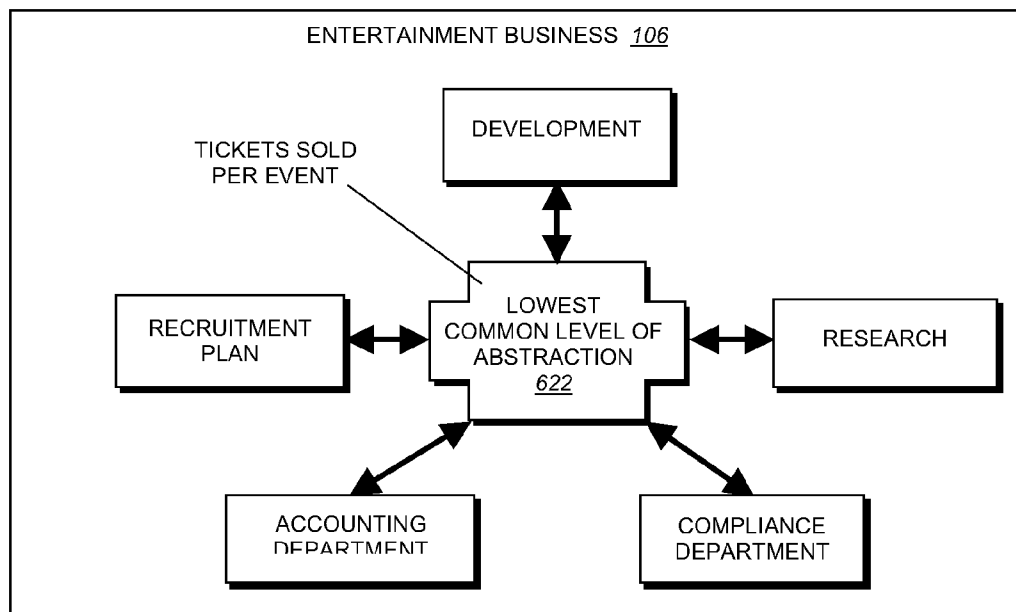 ENTERTAINMENT BUSINESS 106
DEVELOPMENT
TICKETS SOLD
PER EVENT
LOWEST
COMMON LEVEL OF
ABSTRACTION
622
RECRUITMENT
PLAN
RESEARCH
ACCOUNTING
DEPARTMENT
COMPLIANCE
DEPARTMENT